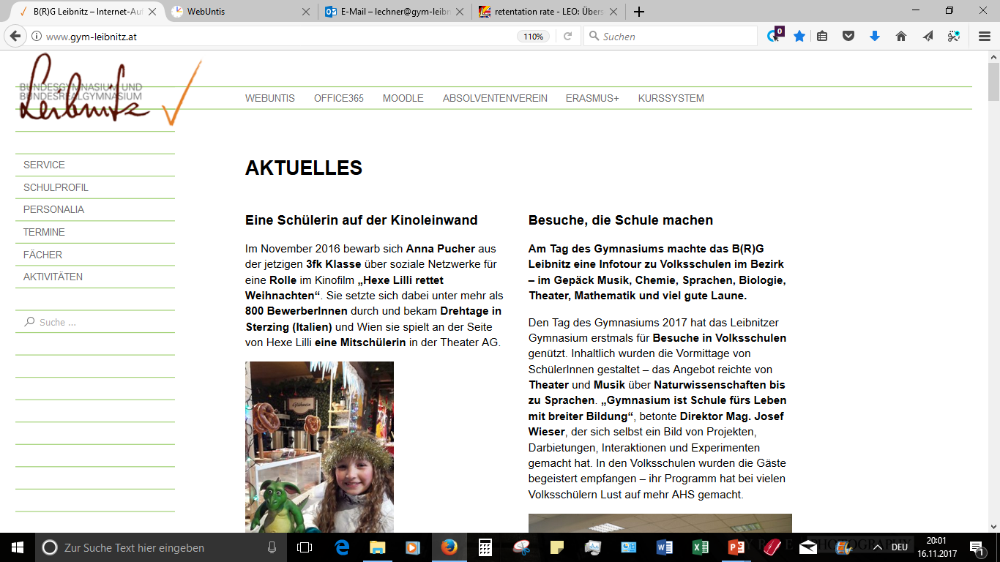 B(R)G Leibnitz – Internet-Auf
WebUntis
E-Mail – lechner@gym-leibn
retentation rate - LEO: Übers
www.gym-leibnitz.at
110%
Suchen
0
BUNDESGYMNASIUM UND
BUNDESREALGYMNASIUM
Leibnitz
WEBUNTIS OFFICE365 MOODLE ABSOLVENTENVEREIN ERASMUS+ KURSSYSTEM
SERVICE
SCHULPROFIL
PERSONALIA
TERMINE
FÄCHER
AKTIVITÄTEN
Suche ...
AKTUELLES
Eine Schülerin auf der Kinoleinwand
Im November 2016 bewarb sich Anna Pucher aus
der jetzigen 3fk Klasse über soziale Netzwerke für
eine Rolle im Kinofilm „Hexe Lilli rettet
Weihnachten“. Sie setzte sich dabei unter mehr als
800 BewerberInnen durch und bekam Drehtage in
Sterzing (Italien) und Wien sie spielt an der Seite
von Hexe Lilli eine Mitschülerin in der Theater AG.
Glühwein
Besuche, die Schule machen
Am Tag des Gymnasiums machte das B(R)G
Leibnitz eine Infotour zu Volksschulen im Bezirk
– im Gepäck Musik, Chemie, Sprachen, Biologie,
Theater, Mathematik und viel gute Laune.
Den Tag des Gymnasiums 2017 hat das Leibnitzer
Gymnasium erstmals für Besuche in Volksschulen
genützt. Inhaltlich wurden die Vormittage von
SchülerInnen gestaltet – das Angebot reichte von
Theater und Musik über Naturwissenschaften bis
zu Sprachen. „Gymnasium ist Schule fürs Leben
mit breiter Bildung“, betonte Direktor Mag. Josef
Wieser, der sich selbst ein Bild von Projekten,
Darbietungen, Interaktionen und Experimenten
gemacht hat. In den Volksschulen wurden die Gäste
begeistert empfangen – ihr Programm hat bei vielen
Volksschülern Lust auf mehr AHS gemacht.
Zur Suche Text hier eingeben
PHOTOGRAPHY
DEU
20:01
16.11.2017
1